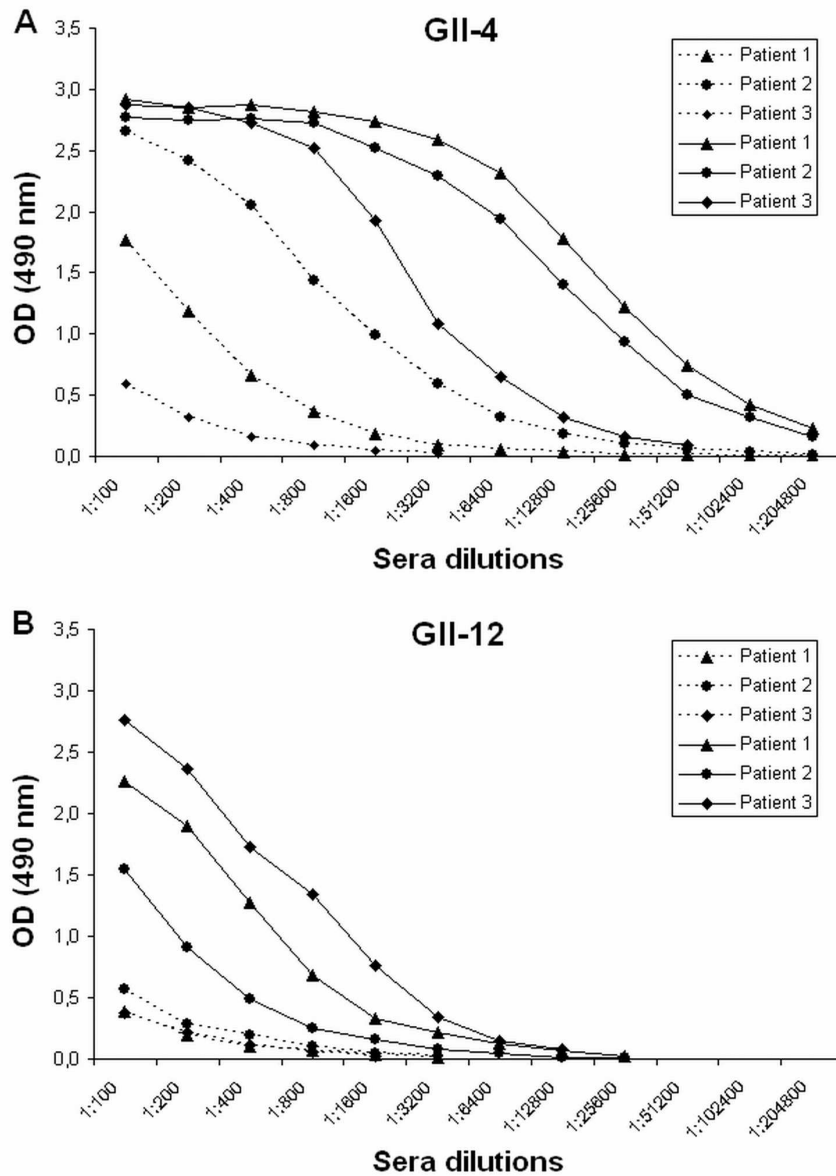 A
GII-4
3,5
3,0
2,5
2,0
1,5
1,0
0,5
0,0
OD (490 nm)
Patient 1
Patient 2
Patient 3
Patient 1
Patient 2
Patient 3
1:100
1:200
1:400
1:800
1:1600
1:3200
1:6400
1:12800
1:25600
1:51200
1:102400
1:204800
Sera dilutions
B
GII-12
3,5
3,0
2,5
2,0
1,5
1,0
0,5
0,0
OD (490 nm)
Patient 1
Patient 2
Patient 3
Patient 1
Patient 2
Patient 3
1:100
1:200
1:400
1:800
1:1600
1:3200
1:6400
1:12800
1:25600
1:51200
1:102400
1:204800
Sera dilutions